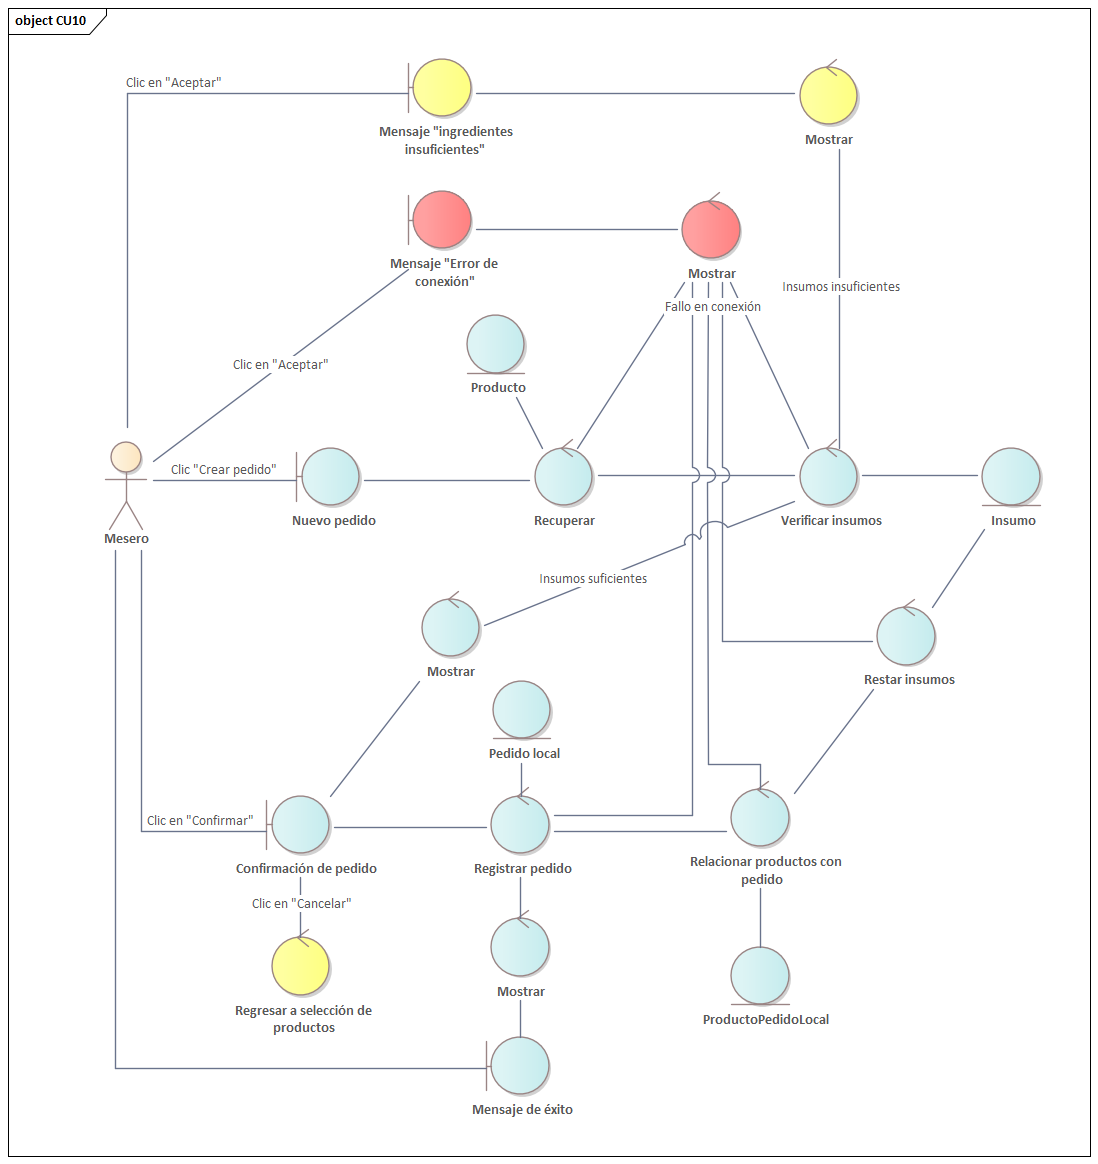 object CU10
Clic en "Aceptar"
Mensaje "ingredientes
insuficientes"
Mostrar
Mensaje "Error de
conexión"
Mostrar
Insumos insuficientes
Fallo en conexión
Clic en "Aceptar"
Producto
Clic "Crear pedido"
Mesero
Nuevo pedido
Recuperar
Verificar insumos
Insumo
Insumos suficientes
Mostrar
Restar insumos
Pedido local
Clic en "Confirmar"
Confirmación de pedido
Registrar pedido
Relacionar productos con
pedido
Clic en "Cancelar"
Mostrar
Regresar a selección de
productos
ProductoPedidoLocal
Mensaje de éxito